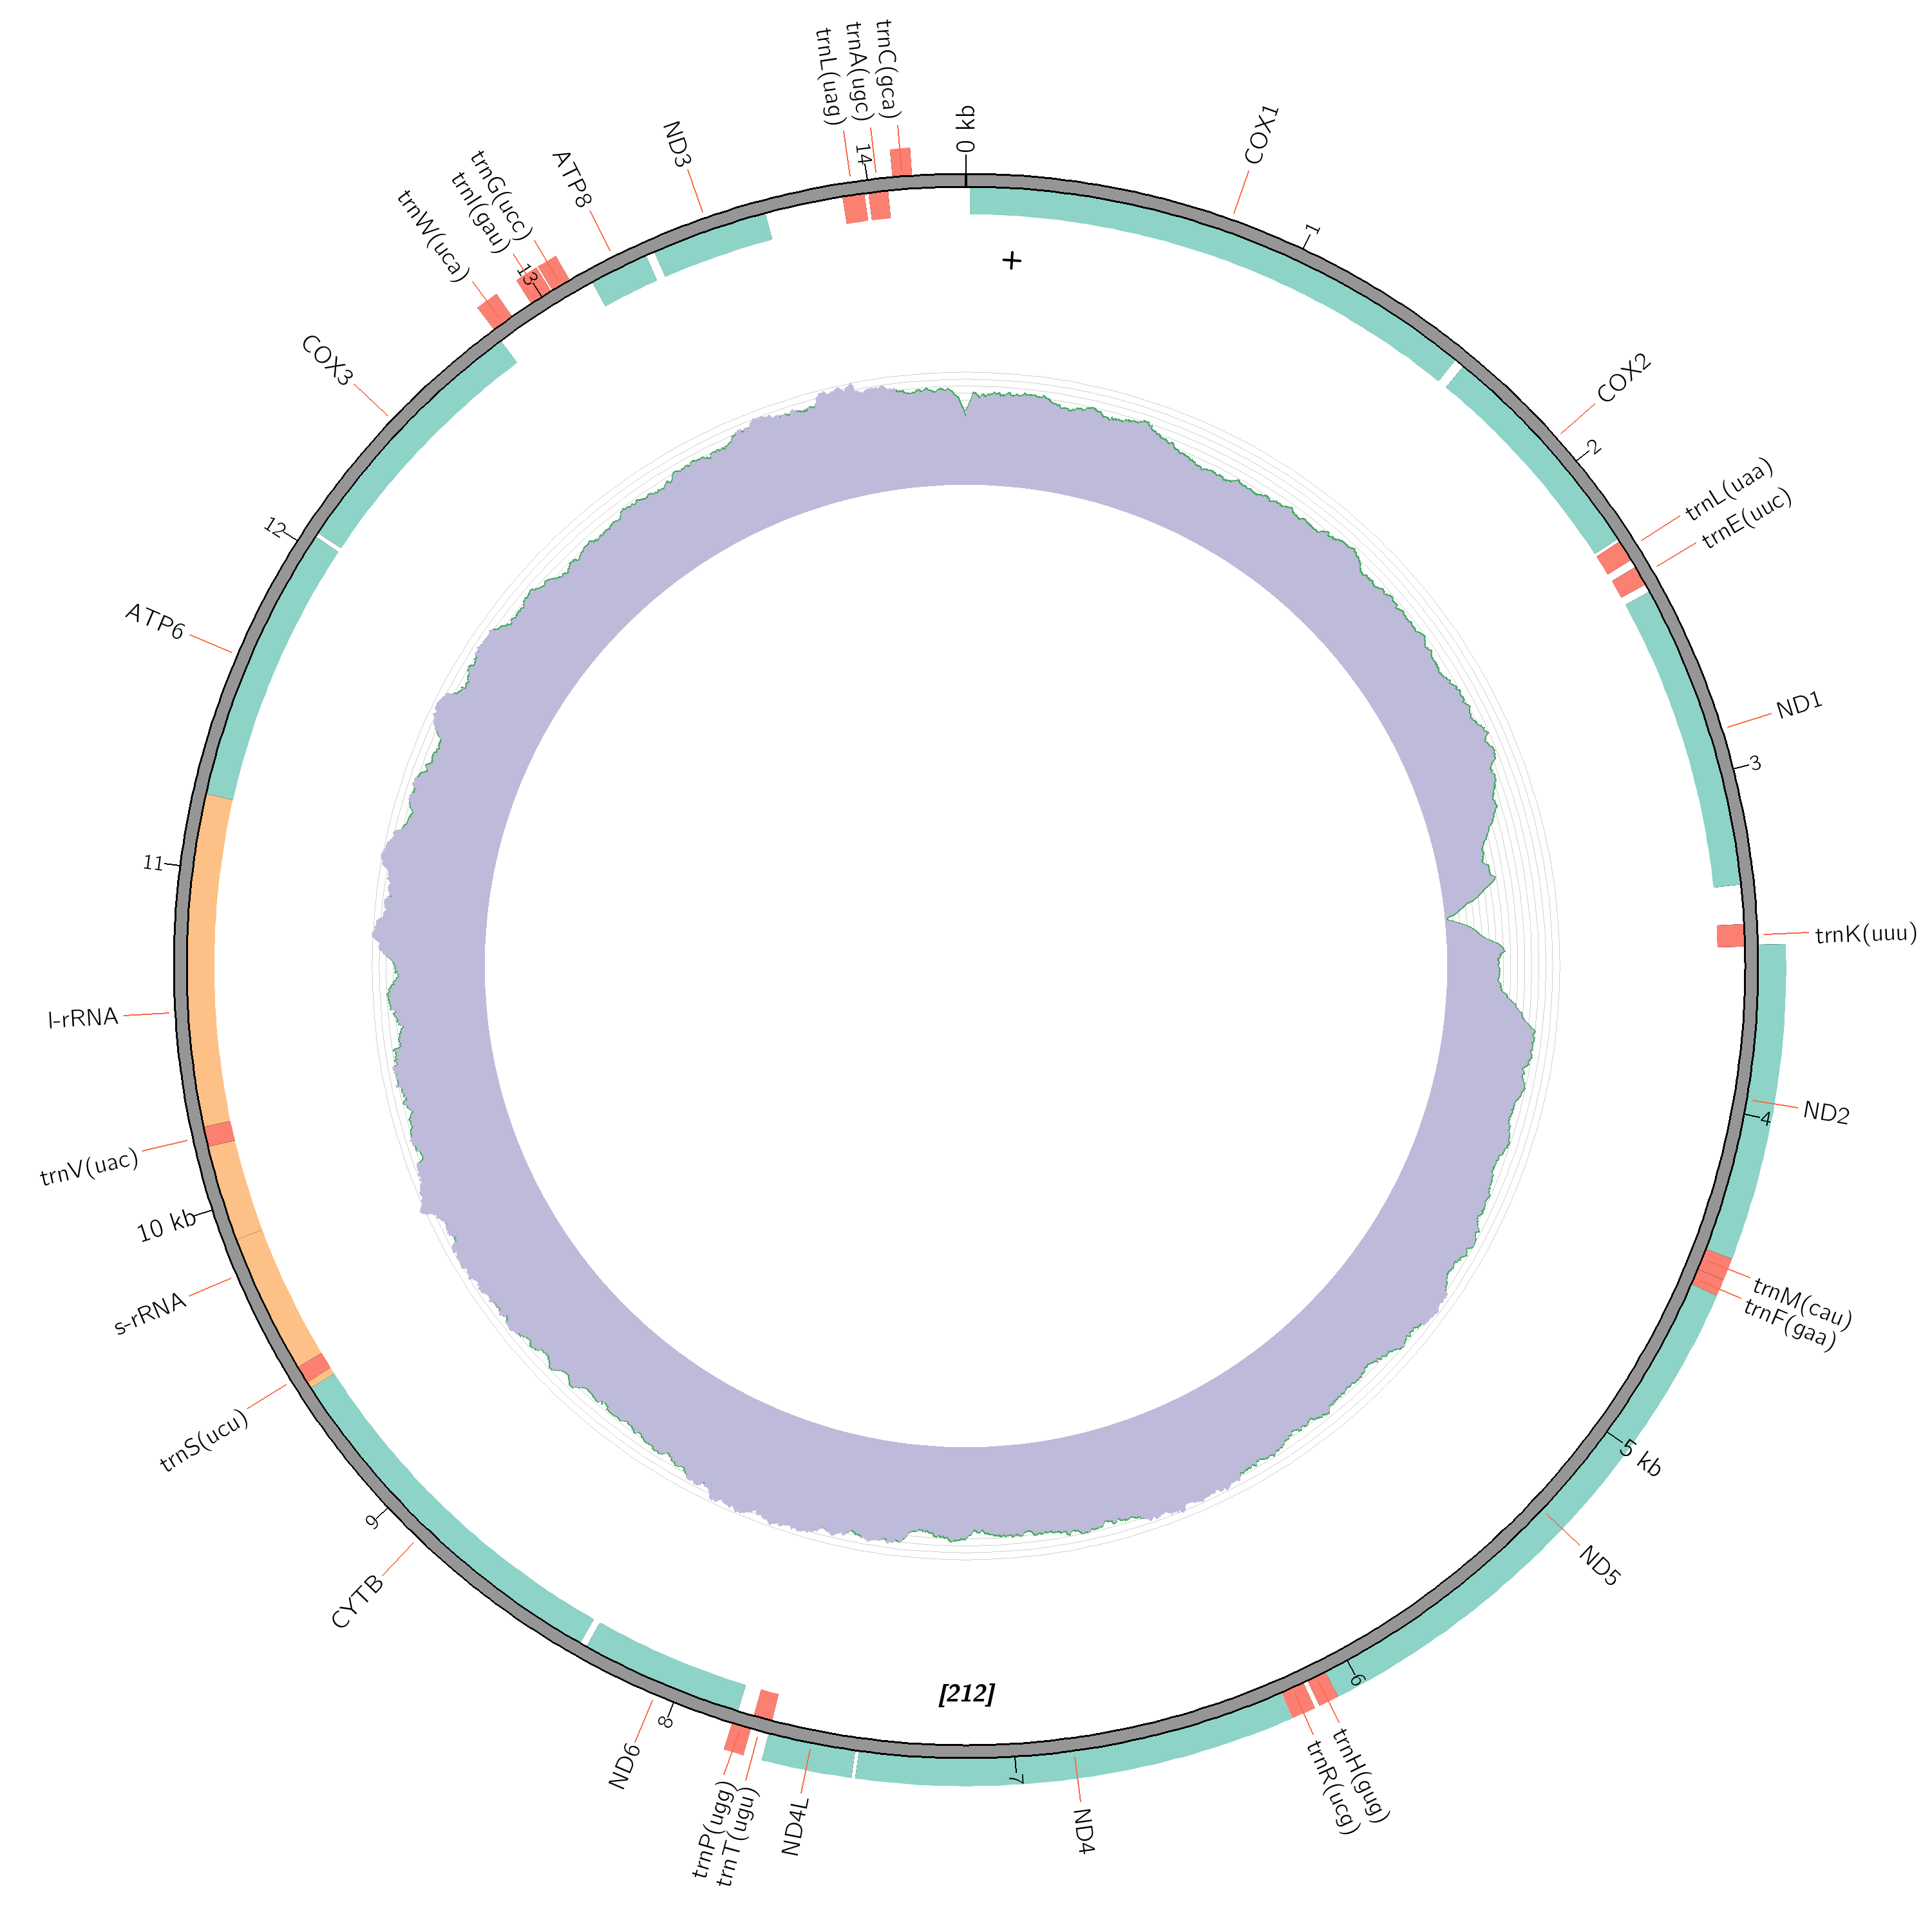 0 kb
COX1
1
COX2
2
trnL(uaa)
trnE(uuc)
ND1
3
trnK(uuu)
ND2
4
trnM(cau)
trnF(gaa)
5 kb
ND5
6
trnH(gug)
trnR(ucg)
ND4
7
ND4L
trnT(ugu)
trnP(ugg)
8
ND6
CYTB
9
trnS(ucu)
s-rRNA
10 kb
trnV(uac)
l-rRNA
11
ATP6
12
COX3
trnW(uca)
trnI(gau)
13
trnG(ucc)
ATP8
ND3
trnL(uag)
14
trnA(ugc)
trnC(gca)
+
[212]